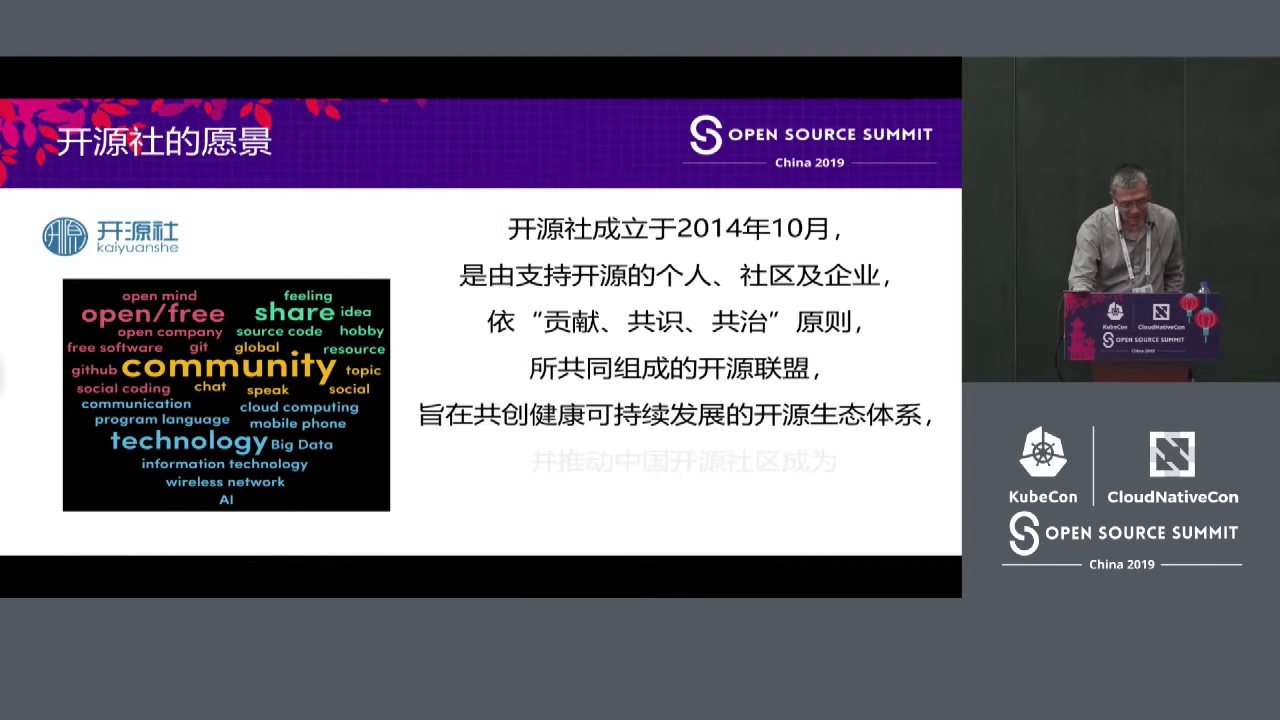 开源社的愿景
OPEN SOURCE SUMMIT
China 2019
开源社
kaiyuanshe
open mind
feeling
open/free
share
idea
open company
source code
hobby
free software
git
global
resource
github
community
topic
social coding
chat
speak
social
communication
cloud computing
program language
mobile phone
technology
Big Data
information technology
wireless network
AI
开源社成立于2014年10月，
是由支持开源的个人、社区及企业，
依“贡献、共识、共治”原则，
所共同组成的开源联盟，
旨在共创健康可持续发展的开源生态体系，
并推动中国开源社区成为
KubeCon
CloudNativeCon
OPEN SOURCE SUMMIT
China 2019
KubeCon
CloudNativeCon
OPEN SOURCE SUMMIT
China 2019